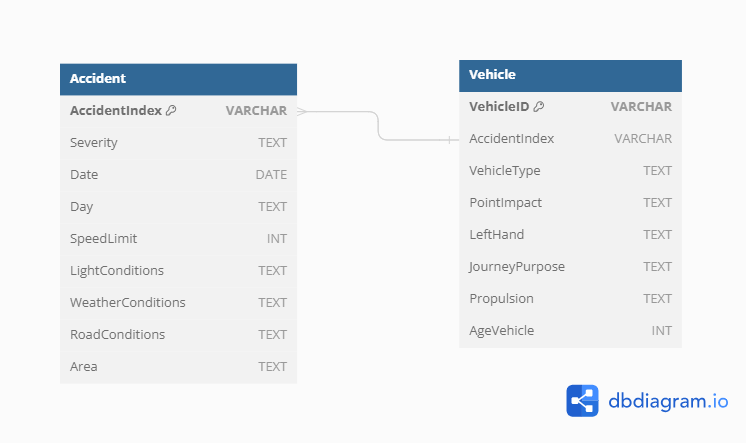 Accident
AccidentIndex VARCHAR
Severity TEXT
Date DATE
Day TEXT
SpeedLimit INT
LightConditions TEXT
WeatherConditions TEXT
RoadConditions TEXT
Area TEXT
Vehicle
VehicleID VARCHAR
AccidentIndex VARCHAR
VehicleType TEXT
PointImpact TEXT
LeftHand TEXT
JourneyPurpose TEXT
Propulsion TEXT
AgeVehicle INT
dbdiagram.io